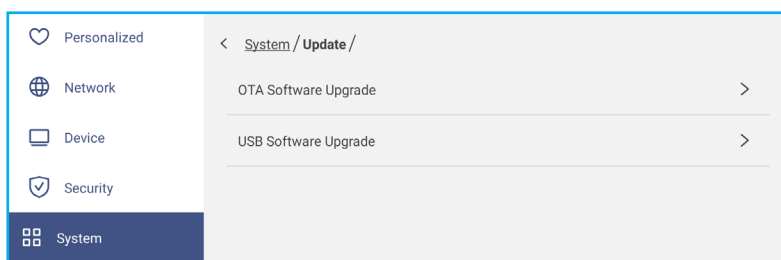 Personalized
Network
Device
Security
System
System / Update /
OTA Software Upgrade
USB Software Upgrade